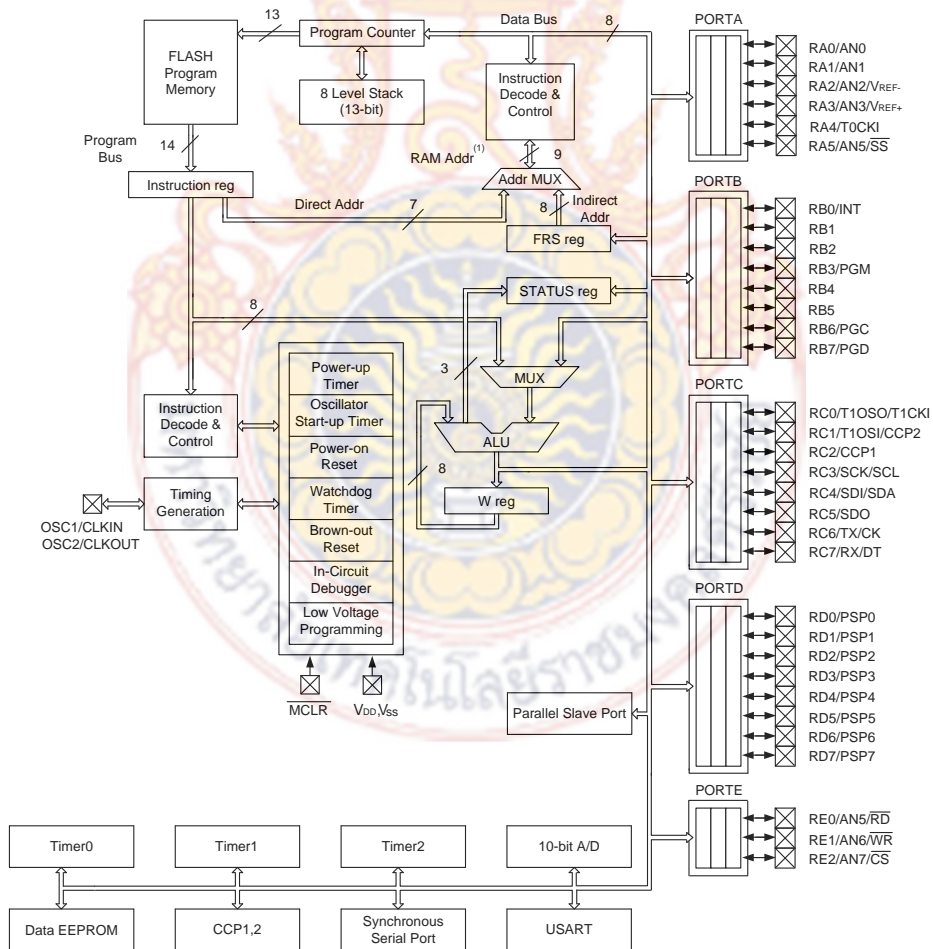 13
Data Bus
8
PORTA
FLASH
Program
Memory
Program Counter
8 Level Stack
(13-bit)
Instruction
Decode &
Control
RA0/AN0
RA1/AN1
RA2/AN2/VREF-
RA3/AN3/VREF+
RA4/T0CKI
RA5/AN5/SS
Program
Bus
14
RAM Addr(1)
9
Addr MUX
Instruction reg
Direct Addr
7
8
Indirect
Addr
FRS reg
STATUS reg
PORTB
RB0/INT
RB1
RB2
RB3/PGM
RB4
RB5
RB6/PGC
RB7/PGD
8
3
MUX
ALU
8
W reg
Power-up
Timer
Oscillator
Start-up Timer
Power-on
Reset
Watchdog
Timer
Brown-out
Reset
In-Circuit
Debugger
Low Voltage
Programming
Instruction
Decode &
Control
Timing
Generation
OSC1/CLKIN
OSC2/CLKOUT
MCLR
VDD,VSS
PORTC
RC0/T1OSO/T1CKI
RC1/T1OSI/CCP2
RC2/CCP1
RC3/SCK/SCL
RC4/SDI/SDA
RC5/SDO
RC6/TX/CK
RC7/RX/DT
PORTD
RD0/PSP0
RD1/PSP1
RD2/PSP2
RD3/PSP3
RD4/PSP4
RD5/PSP5
RD6/PSP6
RD7/PSP7
Parallel Slave Port
PORTE
RE0/AN5/RD
RE1/AN6/WR
RE2/AN7/CS
Timer0
Timer1
Timer2
10-bit A/D
Data EEPROM
CCP1,2
Synchronous
Serial Port
USART